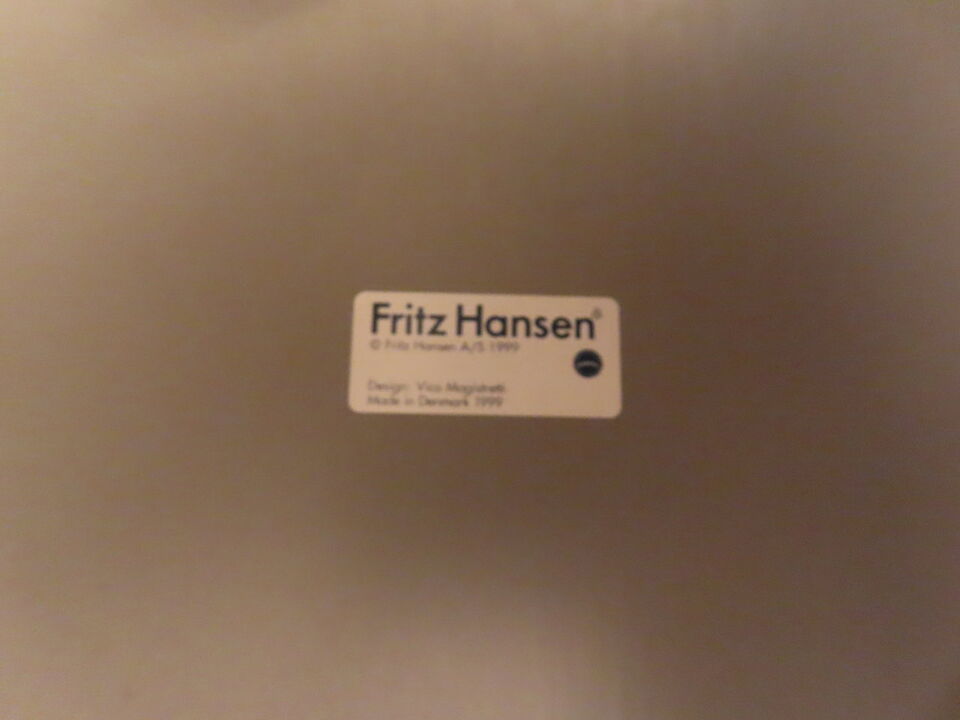 Fritz Hansen®
© Fritz Hansen A/S 1999
Design: Vico Magistretti
Made in Denmark 1999